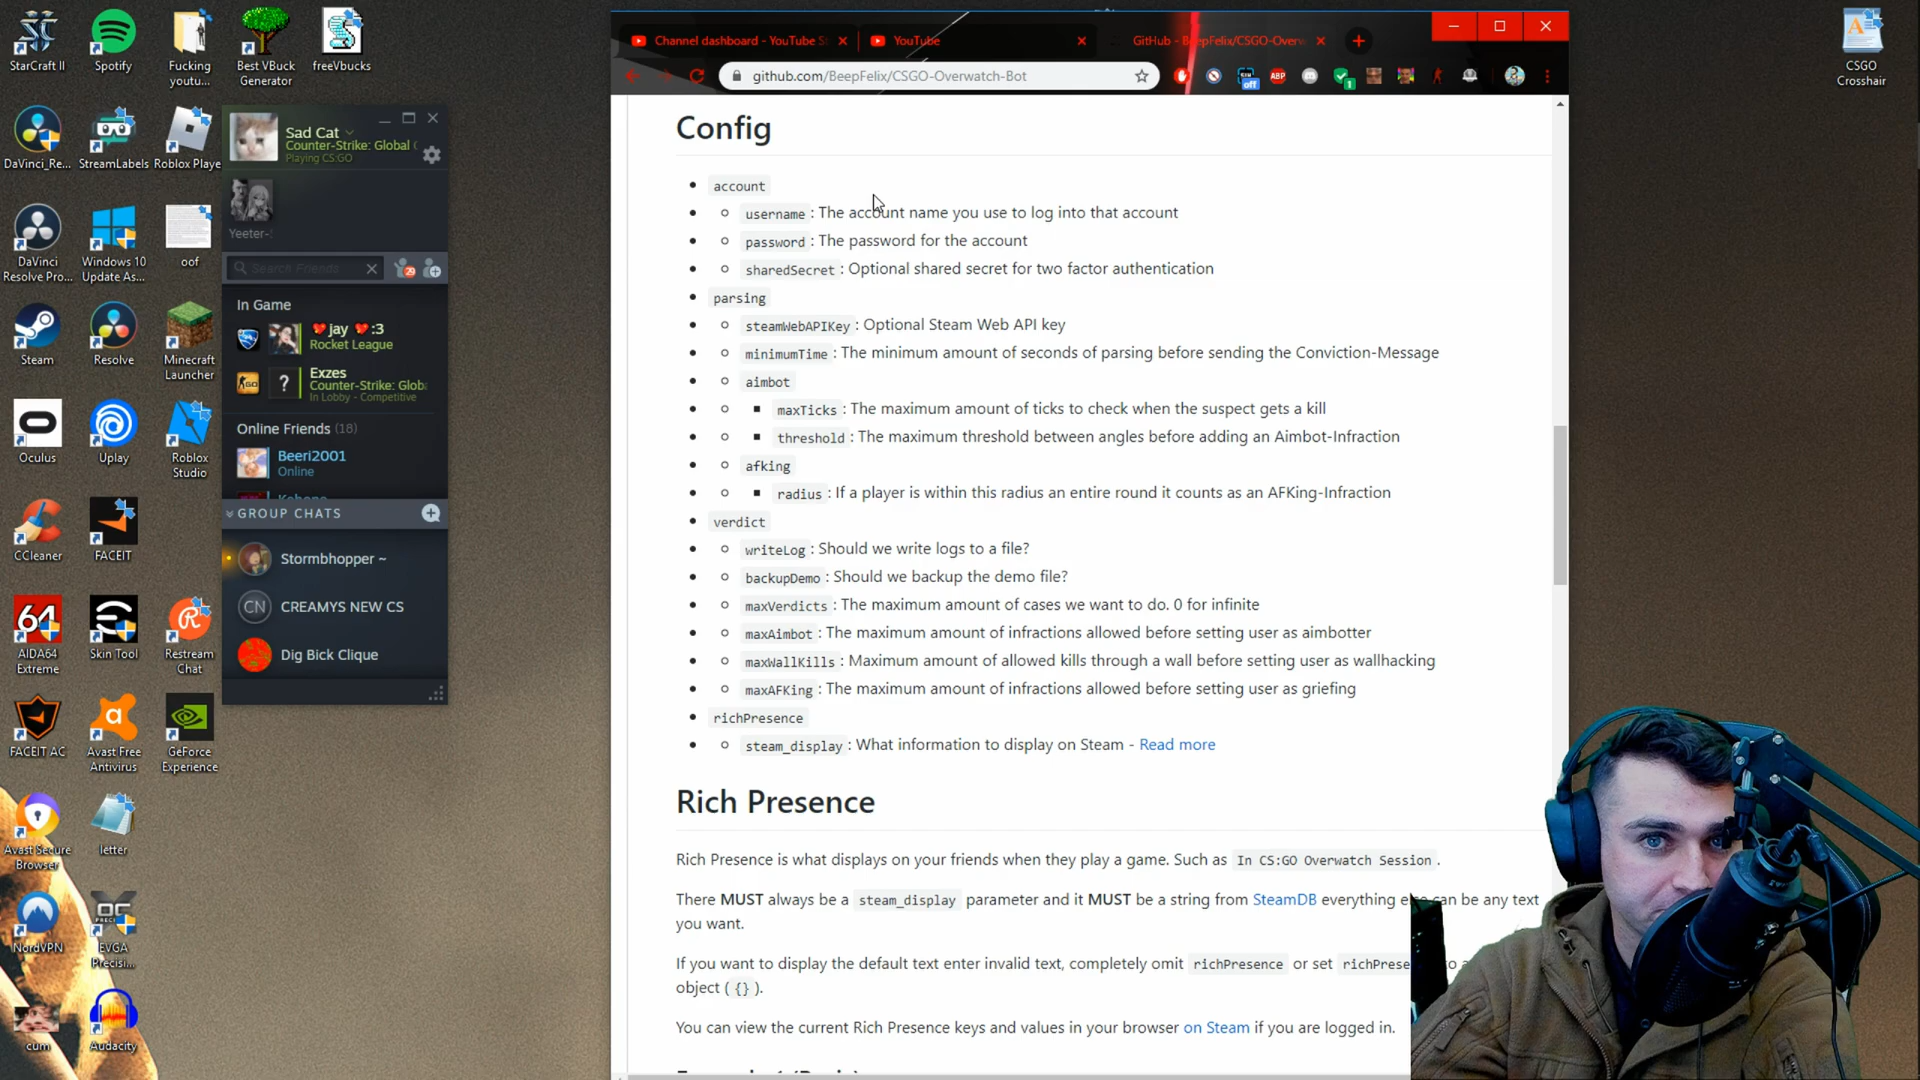 StarCraft II
Spotify
Fucking
youtu...
Best VBuck
Generator
freeVbucks
DaVinci_Re...
StreamLabels
Roblox Playe
DaVinci
Resolve Pro...
Windows 10
Update As...
oof
Steam
Resolve
Minecraft
Launcher
Oculus
Uplay
Roblox
Studio
CCleaner
FACEIT
64
AIDA64
Extreme
Skin Tool
Restream
Chat
FACEIT AC
Avast Free
Antivirus
GeForce
Experience
Avast Secure
Browser
letter
NordVPN
EVGA
Precisi...
cum
Audacity
CSGO
Crosshair
Sad Cat
Counter-Strike: Global
Playing CS:GO
Yeeter-
Search Friends
29
In Game
jay :3
Rocket League
Exzes
Counter-Strike: Glob
In Lobby - Competitive
Online Friends (18)
Beeri2001
Online
GROUP CHATS
Stormbhopper ~
CN
CREAMYS NEW CS
Dig Bick Clique
Channel dashboard - YouTube S
YouTube
GitHub - BeepFelix/CSGO-Overw
github.com/BeepFelix/CSGO-Overwatch-Bot
off
ABP
1
Config
account
username : The account name you use to log into that account
password : The password for the account
sharedSecret : Optional shared secret for two factor authentication
parsing
steamWebAPIKey : Optional Steam Web API key
minimumTime : The minimum amount of seconds of parsing before sending the Conviction-Message
aimbot
maxTicks : The maximum amount of ticks to check when the suspect gets a kill
threshold : The maximum threshold between angles before adding an Aimbot-Infraction
afking
radius : If a player is within this radius an entire round it counts as an AFKing-Infraction
verdict
writeLog : Should we write logs to a file?
backupDemo : Should we backup the demo file?
maxVerdicts : The maximum amount of cases we want to do. 0 for infinite
maxAimbot : The maximum amount of infractions allowed before setting user as aimbotter
maxWallKills : Maximum amount of allowed kills through a wall before setting user as wallhacking
maxAFKing : The maximum amount of infractions allowed before setting user as griefing
richPresence
steam_display : What information to display on Steam - Read more
Rich Presence
Rich Presence is what displays on your friends when they play a game. Such as In CS:GO Overwatch Session .
There MUST always be a steam_display parameter and it MUST be a string from SteamDB everything else can be any text
you want.
If you want to display the default text enter invalid text, completely omit richPresence or set richPrese
object ( {} ).
You can view the current Rich Presence keys and values in your browser on Steam if you are logged in.